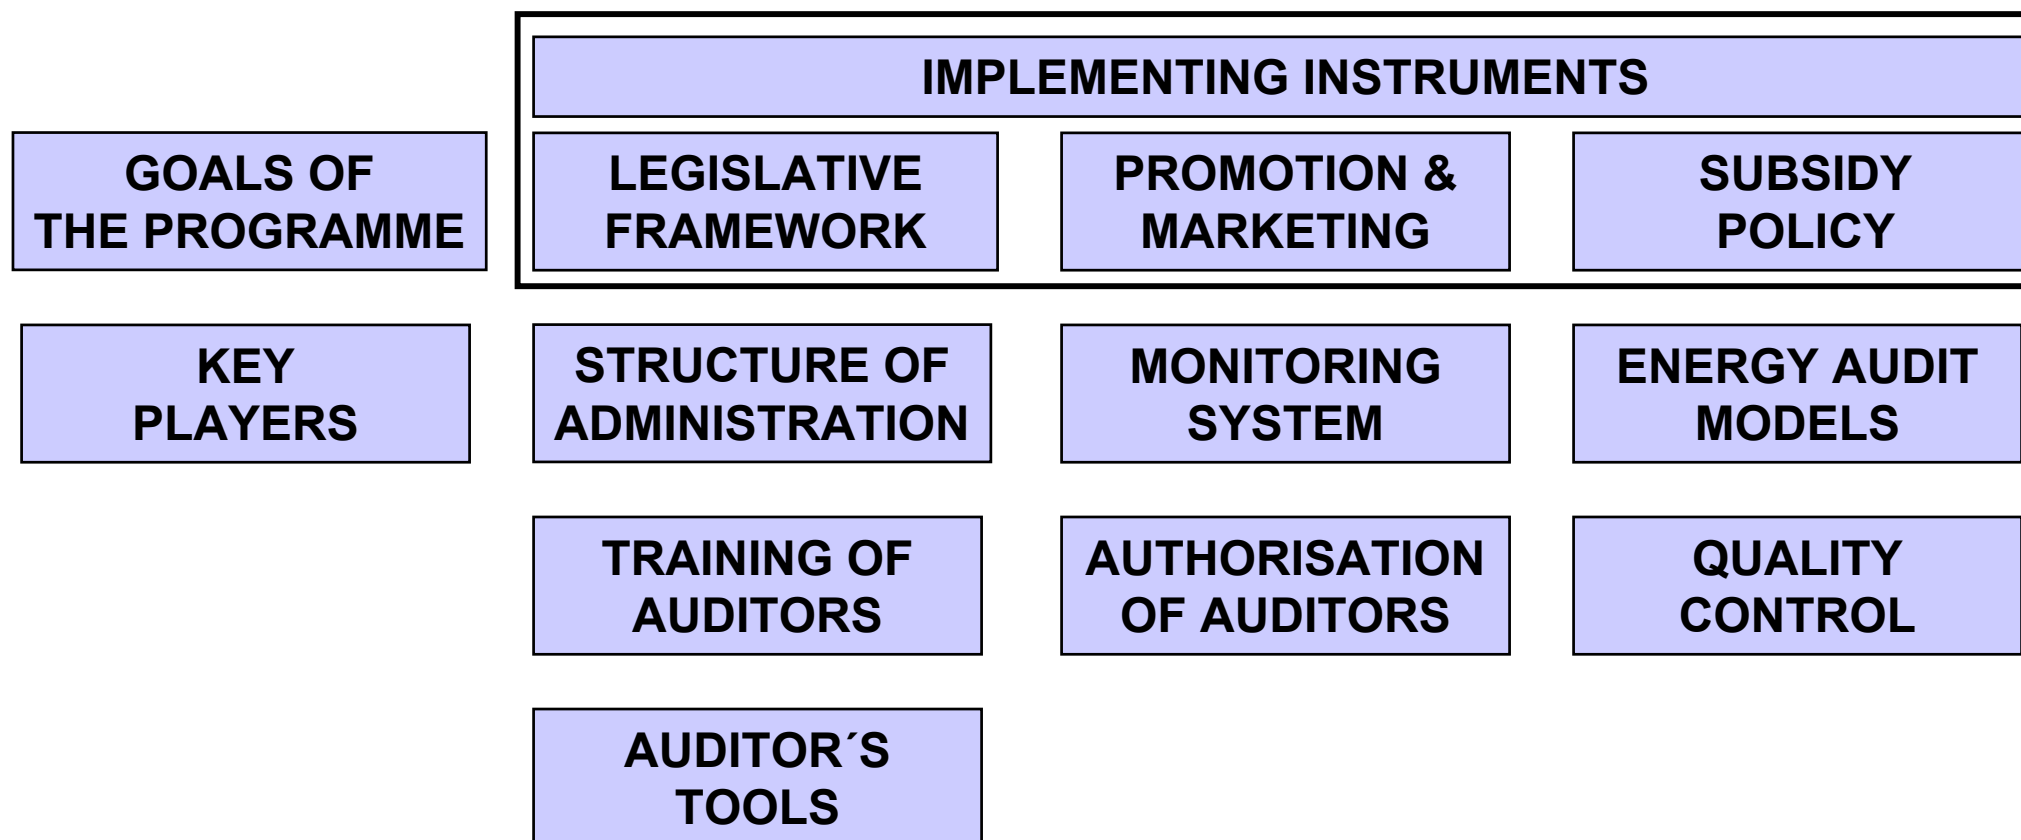 IMPLEMENTING INSTRUMENTS
GOALS OF
THE PROGRAMME
LEGISLATIVE
FRAMEWORK
PROMOTION &
MARKETING
SUBSIDY
POLICY
KEY
PLAYERS
STRUCTURE OF
ADMINISTRATION
MONITORING
SYSTEM
ENERGY AUDIT
MODELS
TRAINING OF
AUDITORS
AUTHORISATION
OF AUDITORS
QUALITY
CONTROL
AUDITOR´S
TOOLS